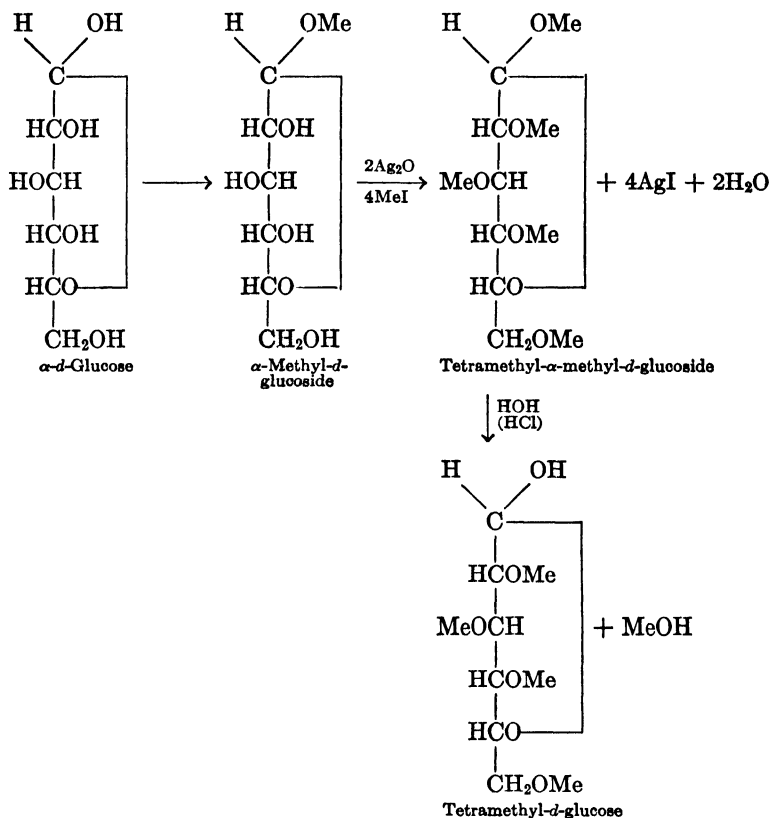 H OH H OMe H OMe
C C C
HCOH HCOH HCOMe
2Ag₂O
HOCH HOCH MeOCH + 4AgI + 2H₂O
4MeI
HCOH HCOH HCOMe
HCO HCO HCO
CH₂OH CH₂OH CH₂OMe
α-d-Glucose α-Methyl-d- Tetramethyl-α-methyl-d-glucoside
glucoside
HOH
(HCl)
H OH
C
HCOMe
MeOCH + MeOH
HCOMe
HCO
CH₂OMe
Tetramethyl-d-glucose